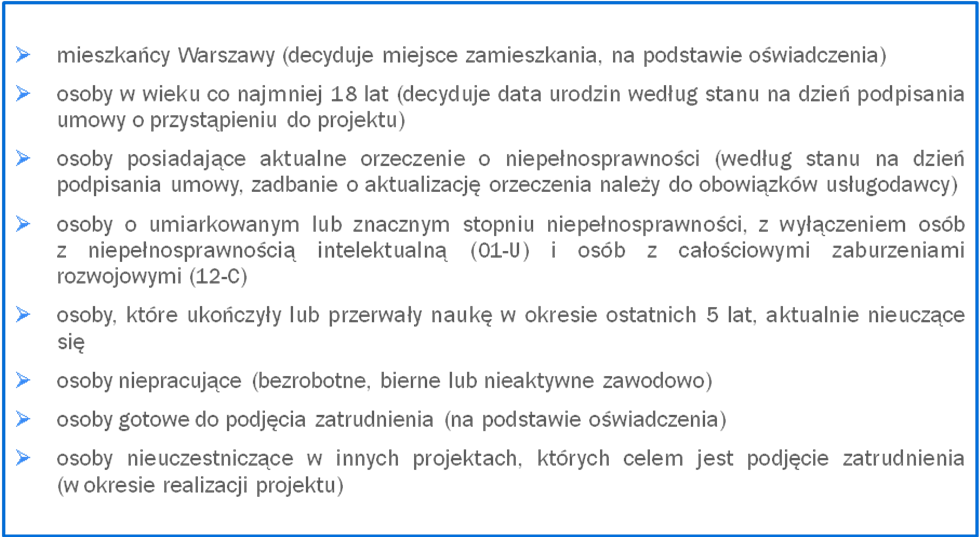 mieszkańcy Warszawy (decyduje miejsce zamieszkania, na podstawie oświadczenia)
osoby w wieku co najmniej 18 lat (decyduje data urodzin według stanu na dzień podpisania
umowy o przystąpieniu do projektu)
osoby posiadające aktualne orzeczenie o niepełnosprawności (według stanu na dzień
podpisania umowy, zadbanie o aktualizację orzeczenia należy do obowiązków usługodawcy)
osoby o umiarkowanym lub znacznym stopniu niepełnosprawności, z wyłączeniem osób
z niepełnosprawnością intelektualną (01-U) i osób z całościowymi zaburzeniami
rozwojowymi (12-C)
osoby, które ukończyły lub przerwały naukę w okresie ostatnich 5 lat, aktualnie nieuczące
się
osoby niepracujące (bezrobotne, bierne lub nieaktywne zawodowo)
osoby gotowe do podjęcia zatrudnienia (na podstawie oświadczenia)
osoby nieuczestniczące w innych projektach, których celem jest podjęcie zatrudnienia
(w okresie realizacji projektu)